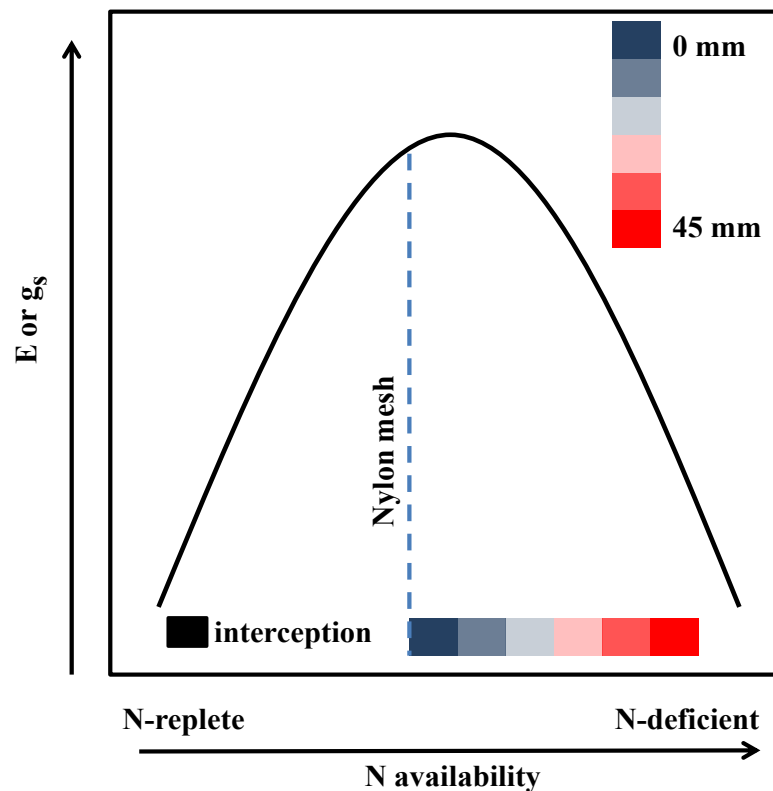 0 mm
45 mm
E or gs
Nylon mesh
interception
N-replete
N-deficient
N availability